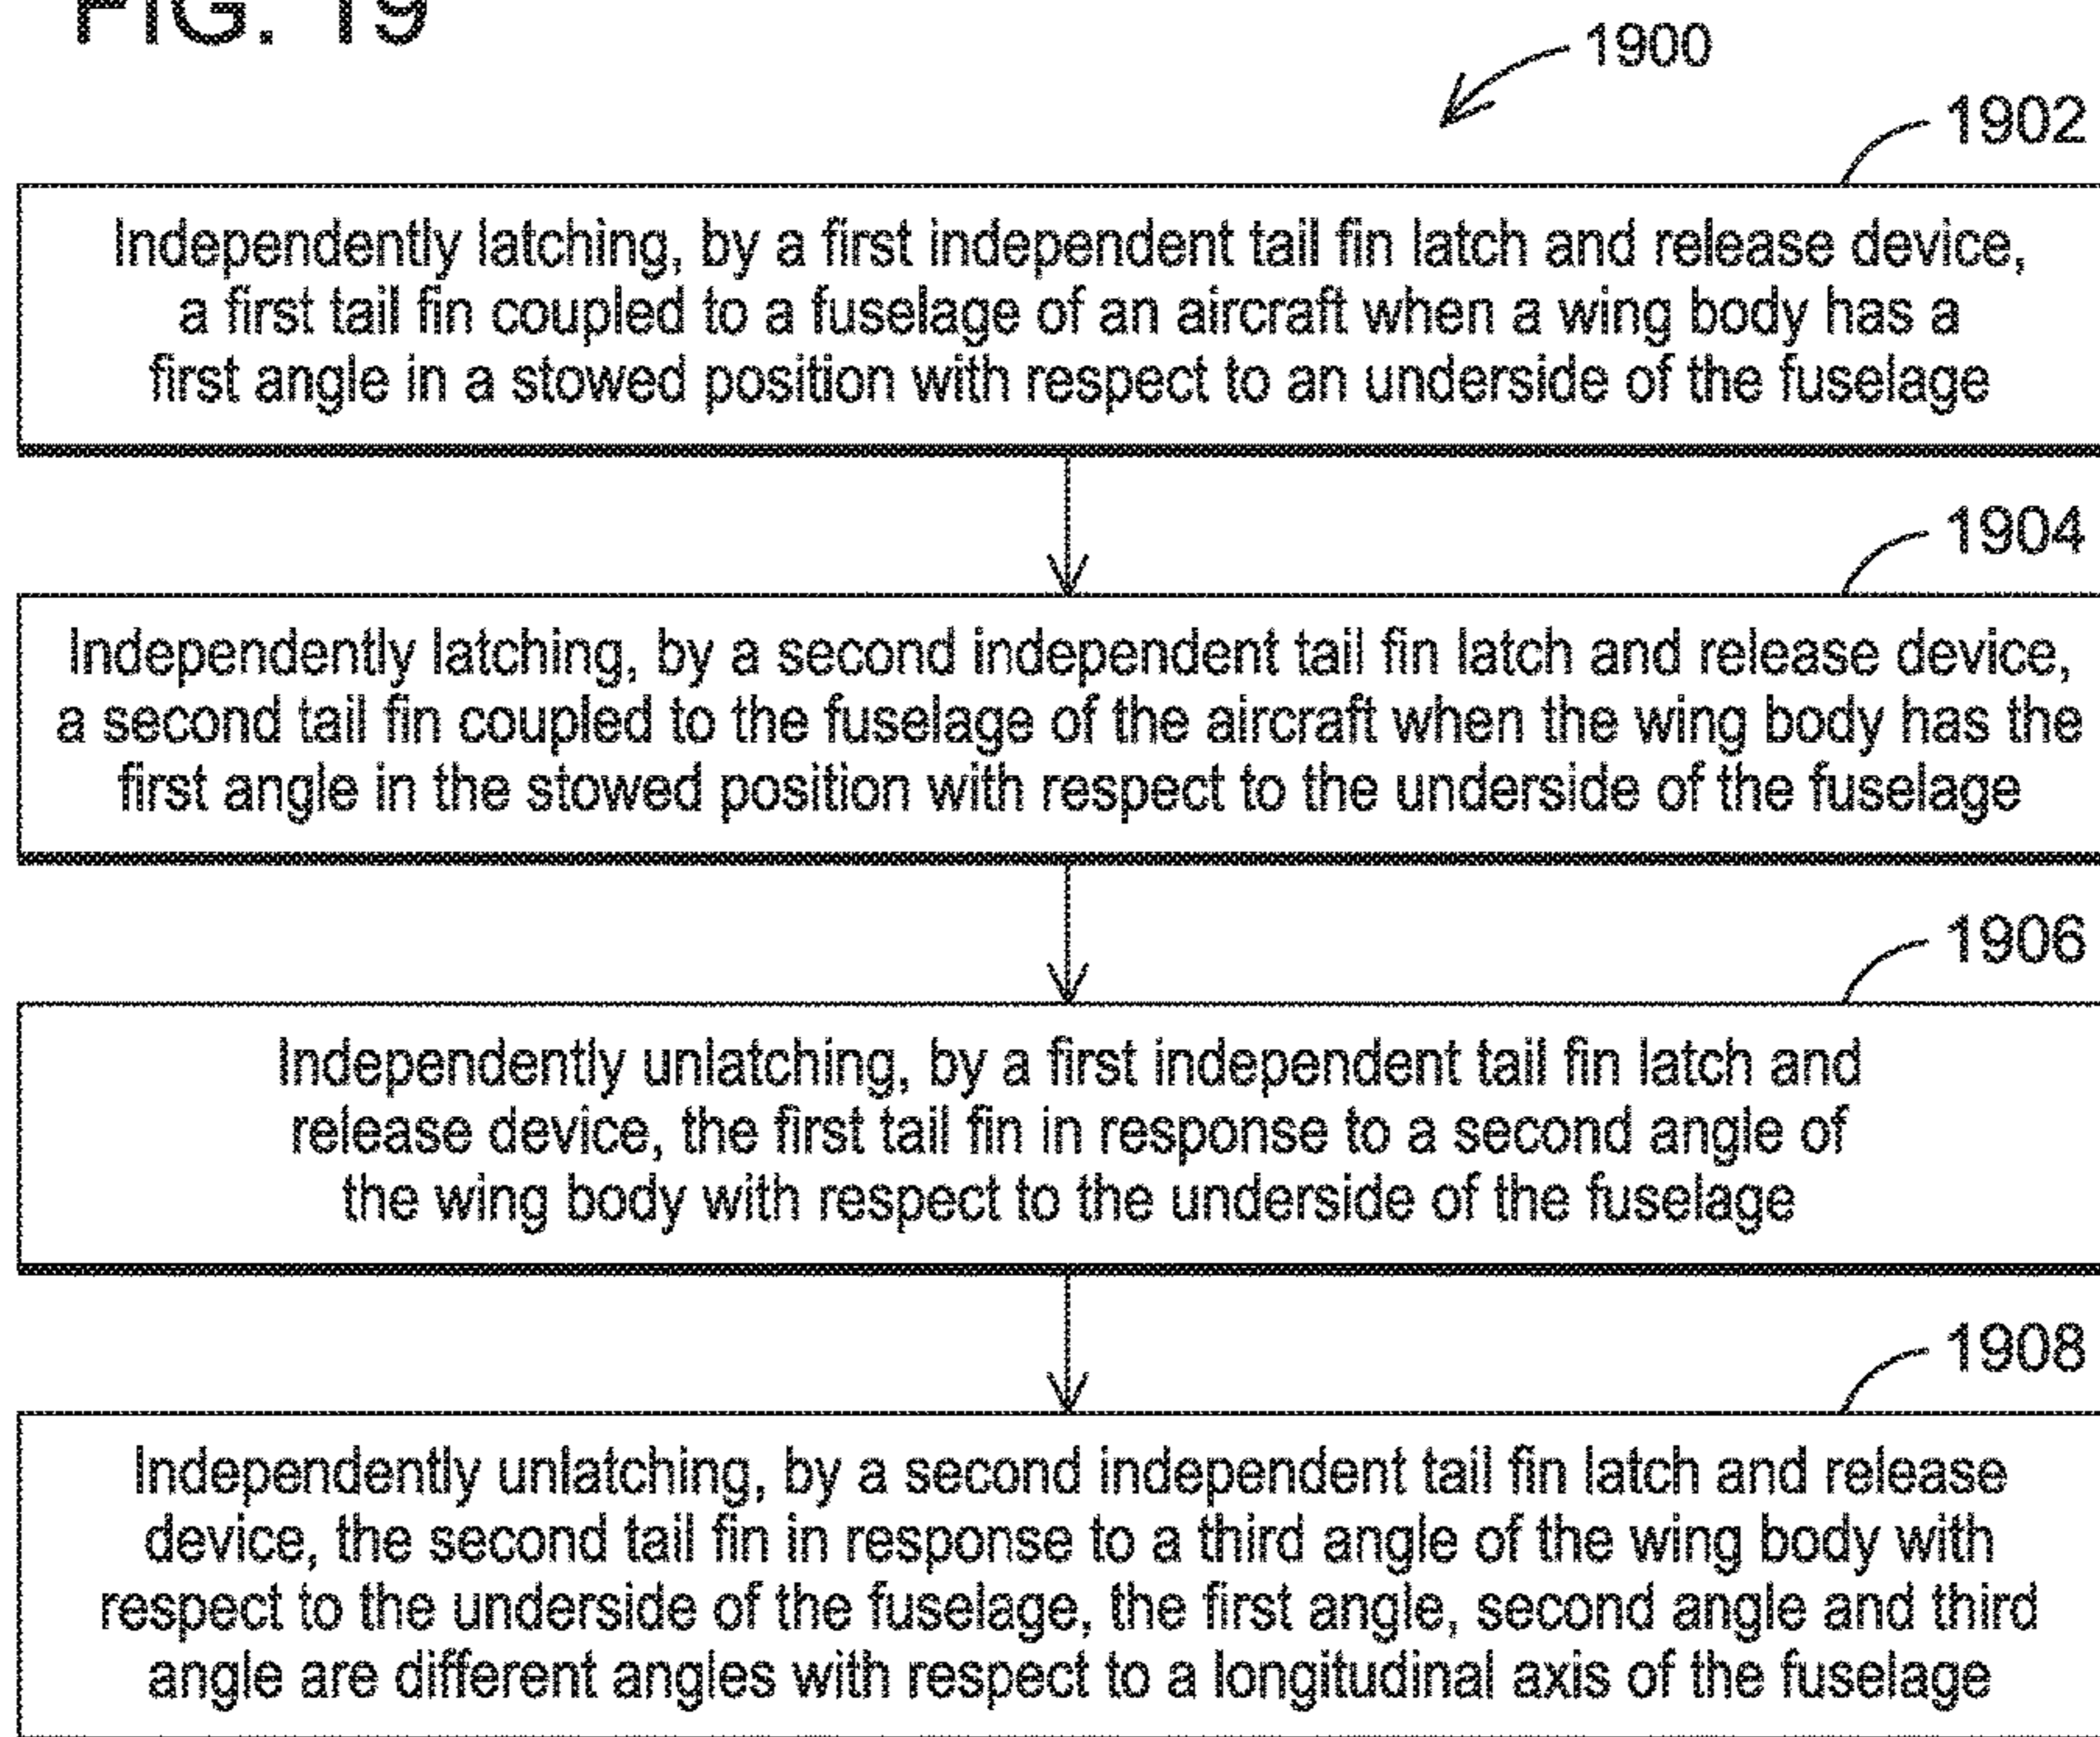 FIG. 19
1900
1902
Independently latching, by a first independent tail fin latch and release device,
a first tail fin coupled to a fuselage of an aircraft when a wing body has a
first angle in a stowed position with respect to an underside of the fuselage
1904
Independently latching, by a second independent tail fin latch and release device,
a second tail fin coupled to the fuselage of the aircraft when the wing body has the
first angle in the stowed position with respect to the underside of the fuselage
1906
Independently unlatching, by a first independent tail fin latch and
release device, the first tail fin in response to a second angle of
the wing body with respect to the underside of the fuselage
1908
Independently unlatching, by a second independent tail fin latch and release
device, the second tail fin in response to a third angle of the wing body with
respect to the underside of the fuselage, the first angle, second angle and third
angle are different angles with respect to a longitudinal axis of the fuselage